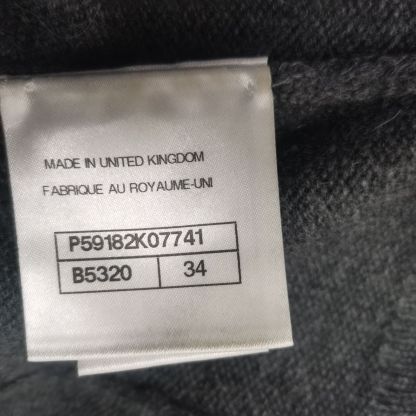 MADE IN UNITED KINGDOM
FABRIQUE AU ROYAUME-UNI
P59182K07741
B5320 34